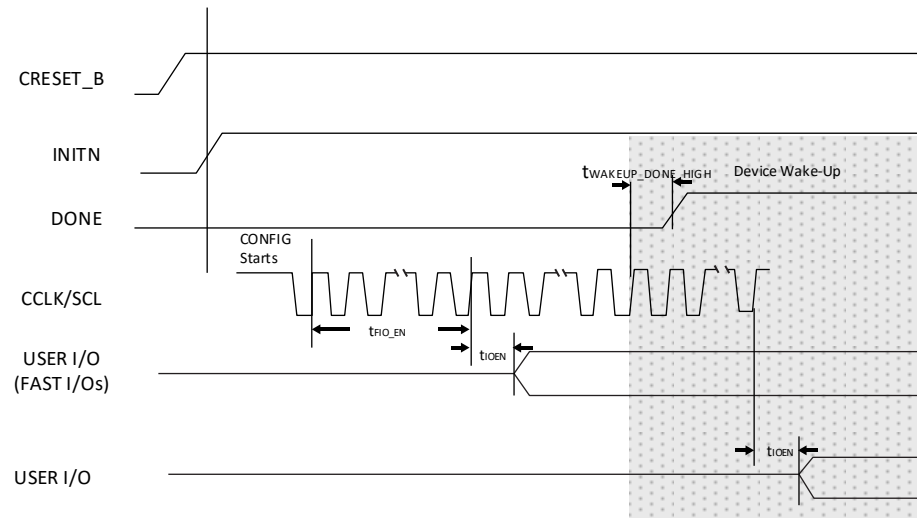 CRESET_B
INITN
tWAKEUP_DONE_HIGH Device Wake-Up
DONE
CONFIG
Starts
CCLK/SCL
tFIO_EN
USER I/O
(FAST I/Os)
tIOEN
tIOEN
USER I/O